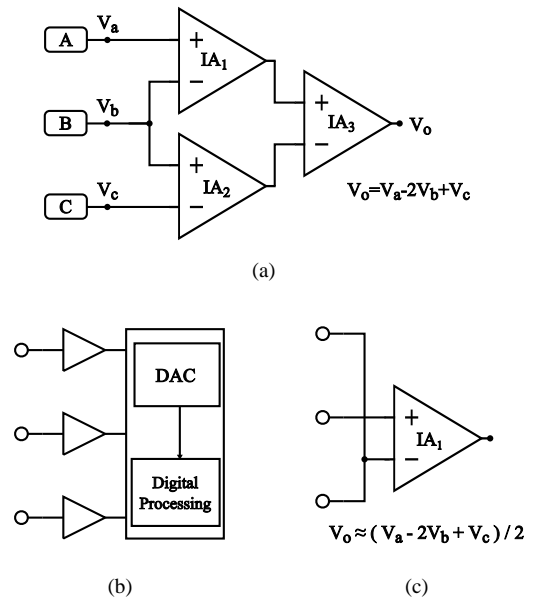 A
V_a
+
IA_1
−
B
V_b
+
IA_3
−
V_o
+
IA_2
−
C
V_c
V_o=V_a-2V_b+V_c
(a)
DAC
Digital
Processing
+
IA_1
−
V_o ≈ ( V_a - 2V_b + V_c ) / 2
(b)
(c)